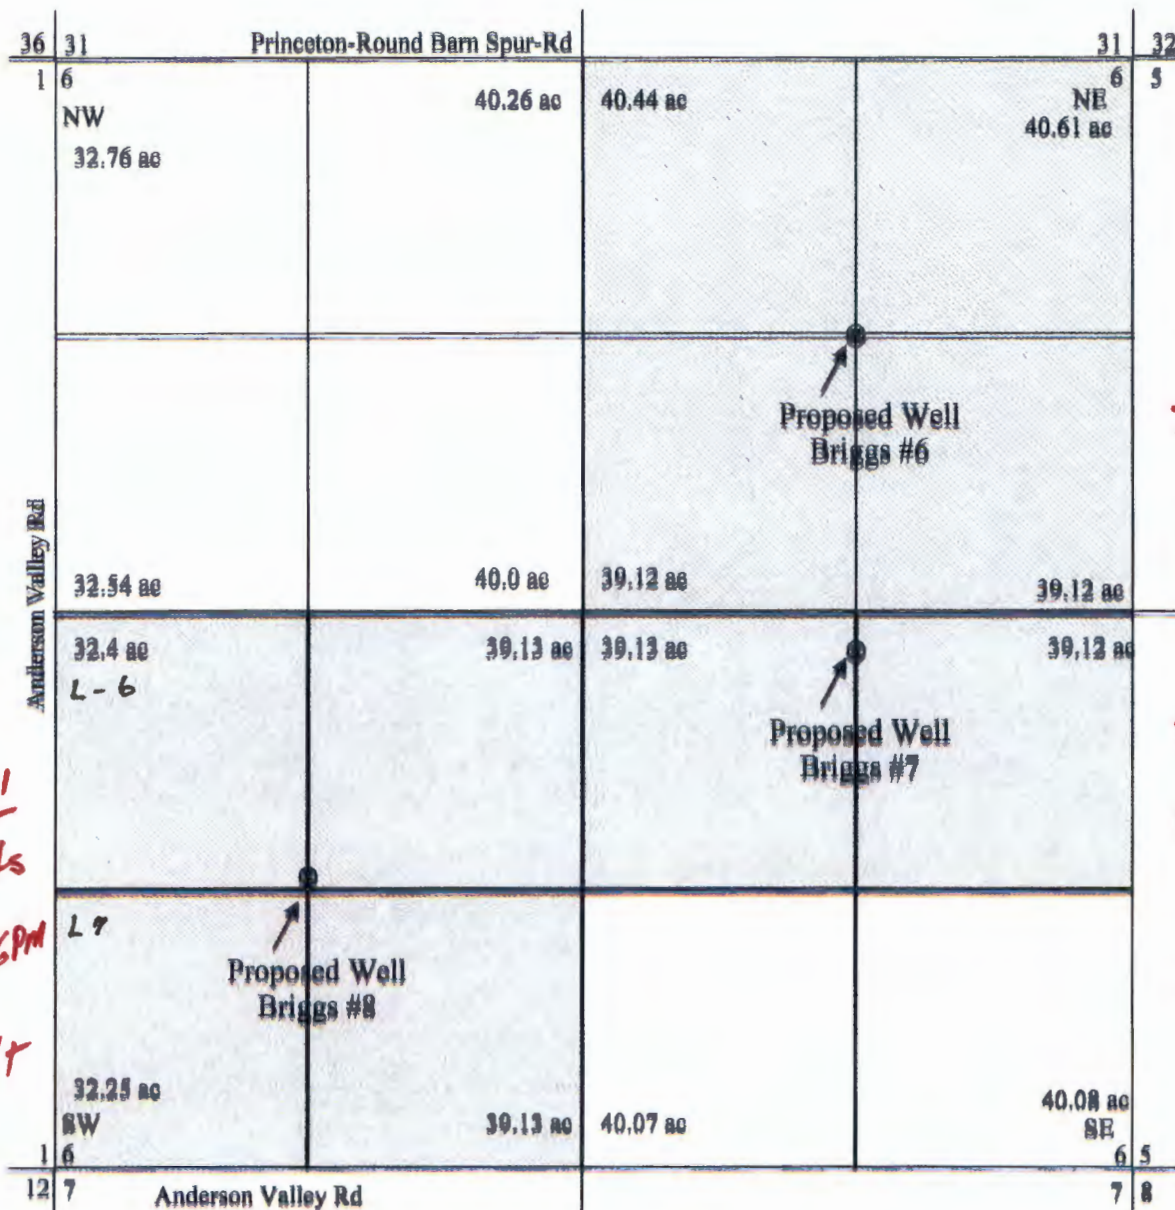 36 31 Princeton-Round Barn Spur-Rd 31 32
1 6 6 5
NW 40.26 ac 40.44 ac NE
32.76 ac 40.61 ac
Proposed Well
Briggs #6
Anderson Valley Rd
32.54 ac 40.0 ac 39.12 ac 39.12 ac
32.4 ac 39.13 ac 39.13 ac 39.12 ac
L - 6
Proposed Well
Briggs #7
L 7
Proposed Well
Briggs #8
32.25 ac 40.08 ac
SW 39.13 ac 40.07 ac SE
1 6 6 5
12 7 Anderson Valley Rd 7 8